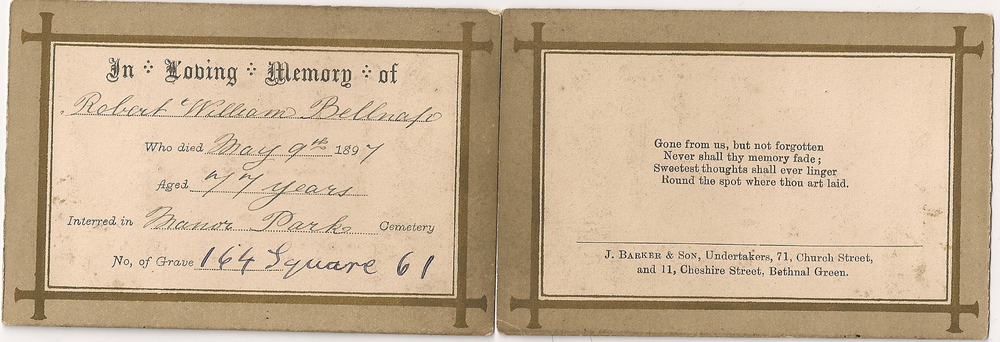 In Loving Memory of
Robert William Bellnap
Who died May 9th 1897
Aged 77 years
Interred in Manor Park Cemetery
No, of Grave 164 Square 61
Gone from us, but not forgotten
Never shall thy memory fade;
Sweetest thoughts shall ever linger
Round the spot where thou art laid.
J. BARKER & SON, Undertakers, 71, Church Street,
and 11, Cheshire Street, Bethnal Green.